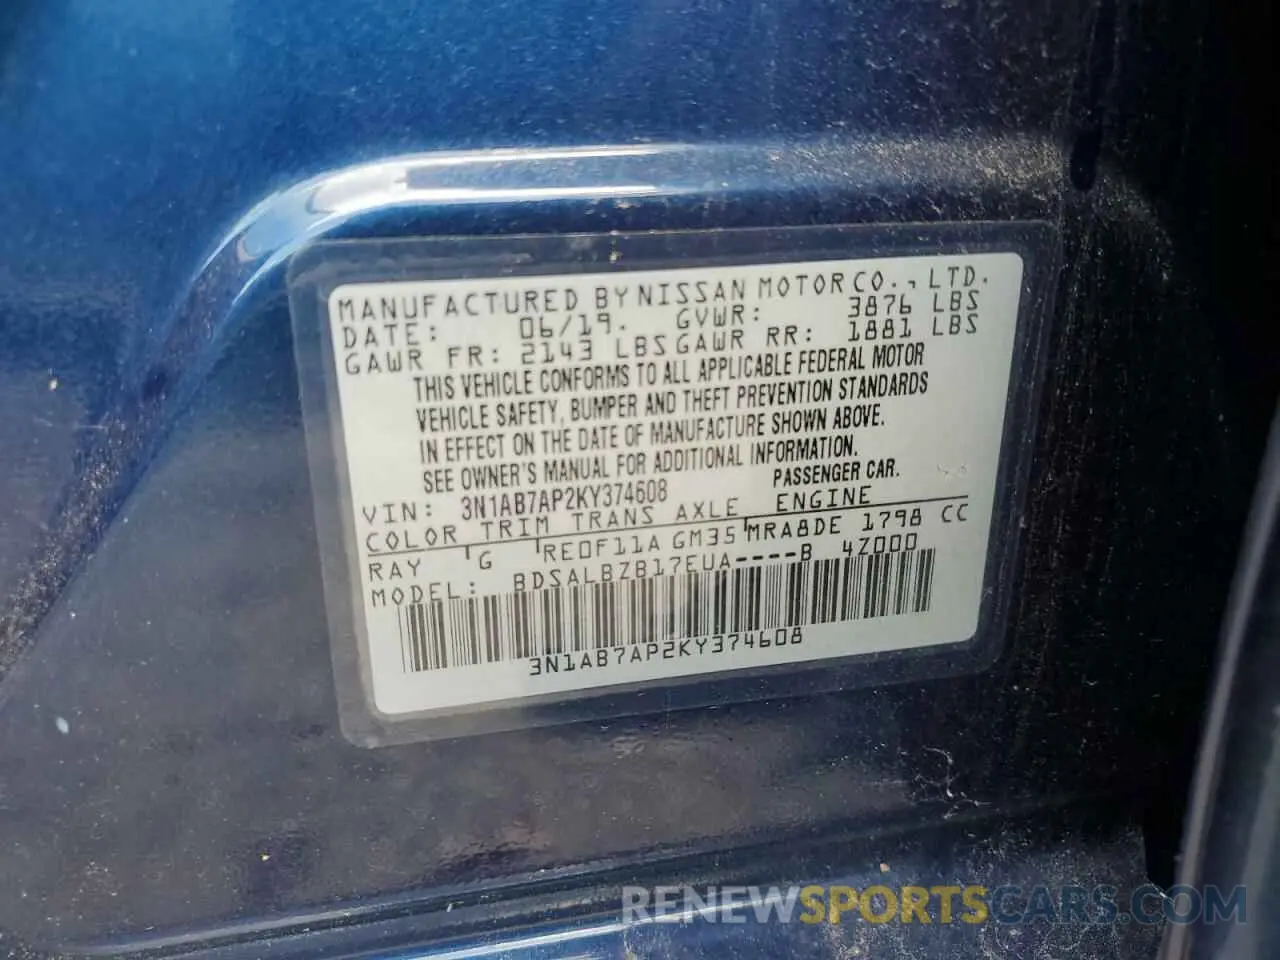 MANUFACTURED BY NISSAN MOTOR CO., LTD.
DATE: 06/19. GVWR: 3876 LBS
GAWR FR: 2143 LBS GAWR RR: 1881 LBS
THIS VEHICLE CONFORMS TO ALL APPLICABLE FEDERAL MOTOR
VEHICLE SAFETY, BUMPER AND THEFT PREVENTION STANDARDS
IN EFFECT ON THE DATE OF MANUFACTURE SHOWN ABOVE.
SEE OWNER'S MANUAL FOR ADDITIONAL INFORMATION.
VIN: 3N1AB7AP2KY374608 PASSENGER CAR.
COLOR TRIM TRANS AXLE ENGINE
RAY G RE0F11A GM35 MRA8DE 1798 CC
MODEL: BDSALBZB17EUA----B 4Z000
3N1AB7AP2KY374608
RENEWSPORTSCARS.COM